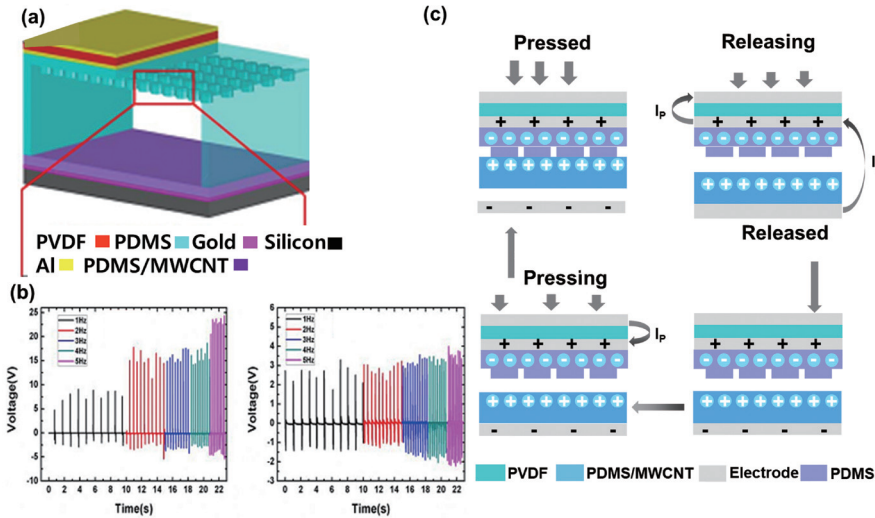 (a)
PVDF PDMS Gold Silicon
Al PDMS/MWCNT
(b)
Voltage(V)
25
20
15
10
5
0
-5
-10
1Hz
2Hz
3Hz
4Hz
5Hz
0 2 4 6 8 10 12 14 16 18 20 22
Time(s)
Voltage(V)
6
5
4
3
2
1
0
-1
-2
-3
-4
1Hz
2Hz
3Hz
4Hz
5Hz
0 2 4 6 8 10 12 14 16 18 20 22
Time(s)
(c)
Pressed
+ + + +
- - - - - - - -
+ + + + + + + +
- - - -
Releasing
IP
+ + + +
- - - - - - - -
+ + + + + + + +
I
Released
+ + + +
- - - - - - - -
+ + + + + + + +
- - - -
Pressing
IP
+ + + +
- - - - - - - -
+ + + + + + + +
- - - -
PVDF PDMS/MWCNT Electrode PDMS